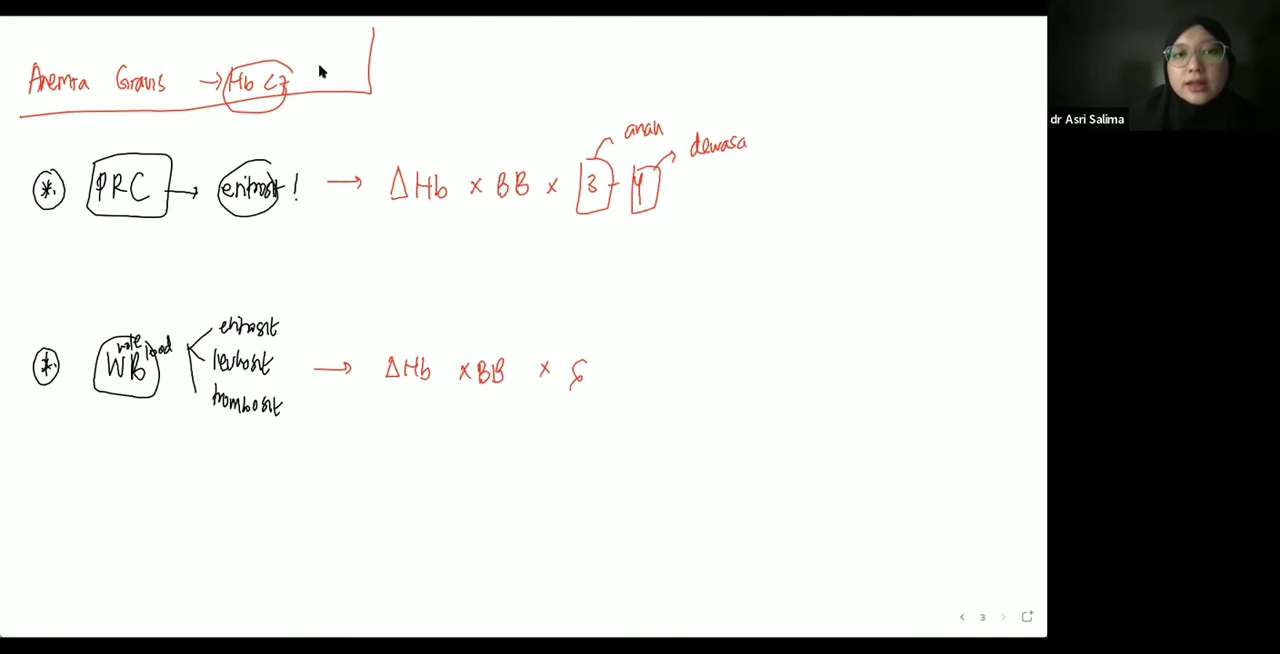 Anemia Gravis → Hb <7
anak
dewasa
*. PRC → eritrosit ! → ΔHb x BB x 3 - 4
dr Asri Salima
*. WB whole blood
eritrosit
leukosit
trombosit
→ ΔHb x BB x 6
3